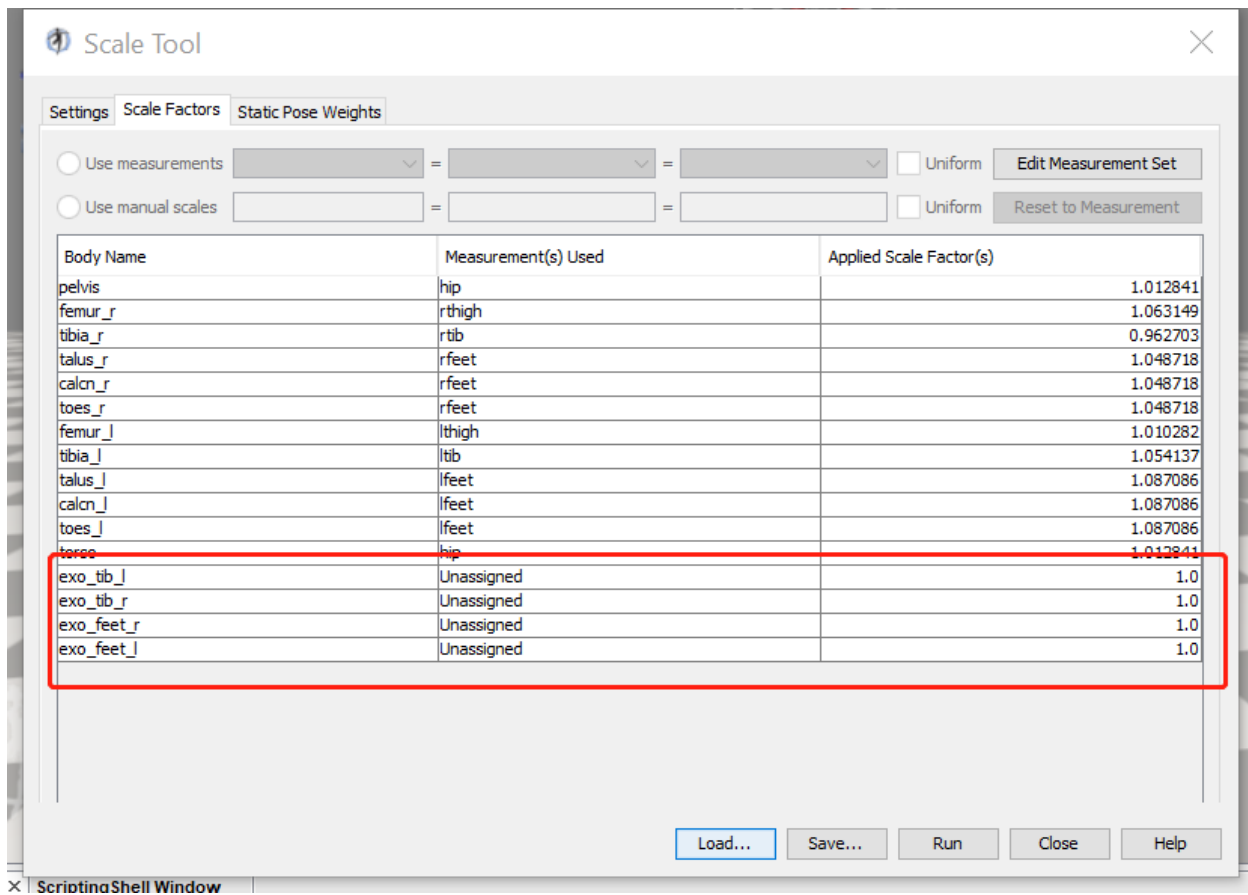 Scale Tool
Settings Scale Factors Static Pose Weights
Use measurements = = Uniform Edit Measurement Set
Use manual scales = = Uniform Reset to Measurement
Body Name Measurement(s) Used Applied Scale Factor(s)
pelvis hip 1.012841
femur_r rthigh 1.063149
tibia_r rtib 0.962703
talus_r rfeet 1.048718
calcn_r rfeet 1.048718
toes_r rfeet 1.048718
femur_l lthigh 1.010282
tibia_l ltib 1.054137
talus_l lfeet 1.087086
calcn_l lfeet 1.087086
toes_l lfeet 1.087086
torso hip 1.012841
exo_tib_l Unassigned 1.0
exo_tib_r Unassigned 1.0
exo_feet_r Unassigned 1.0
exo_feet_l Unassigned 1.0
Load... Save... Run Close Help
ScriptingShell Window